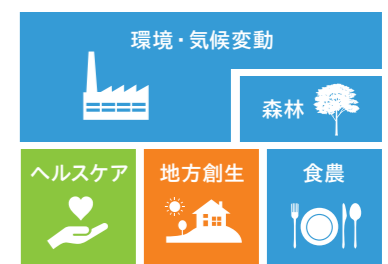 環境・気候変動
森林
ヘルスケア
地方創生
食農